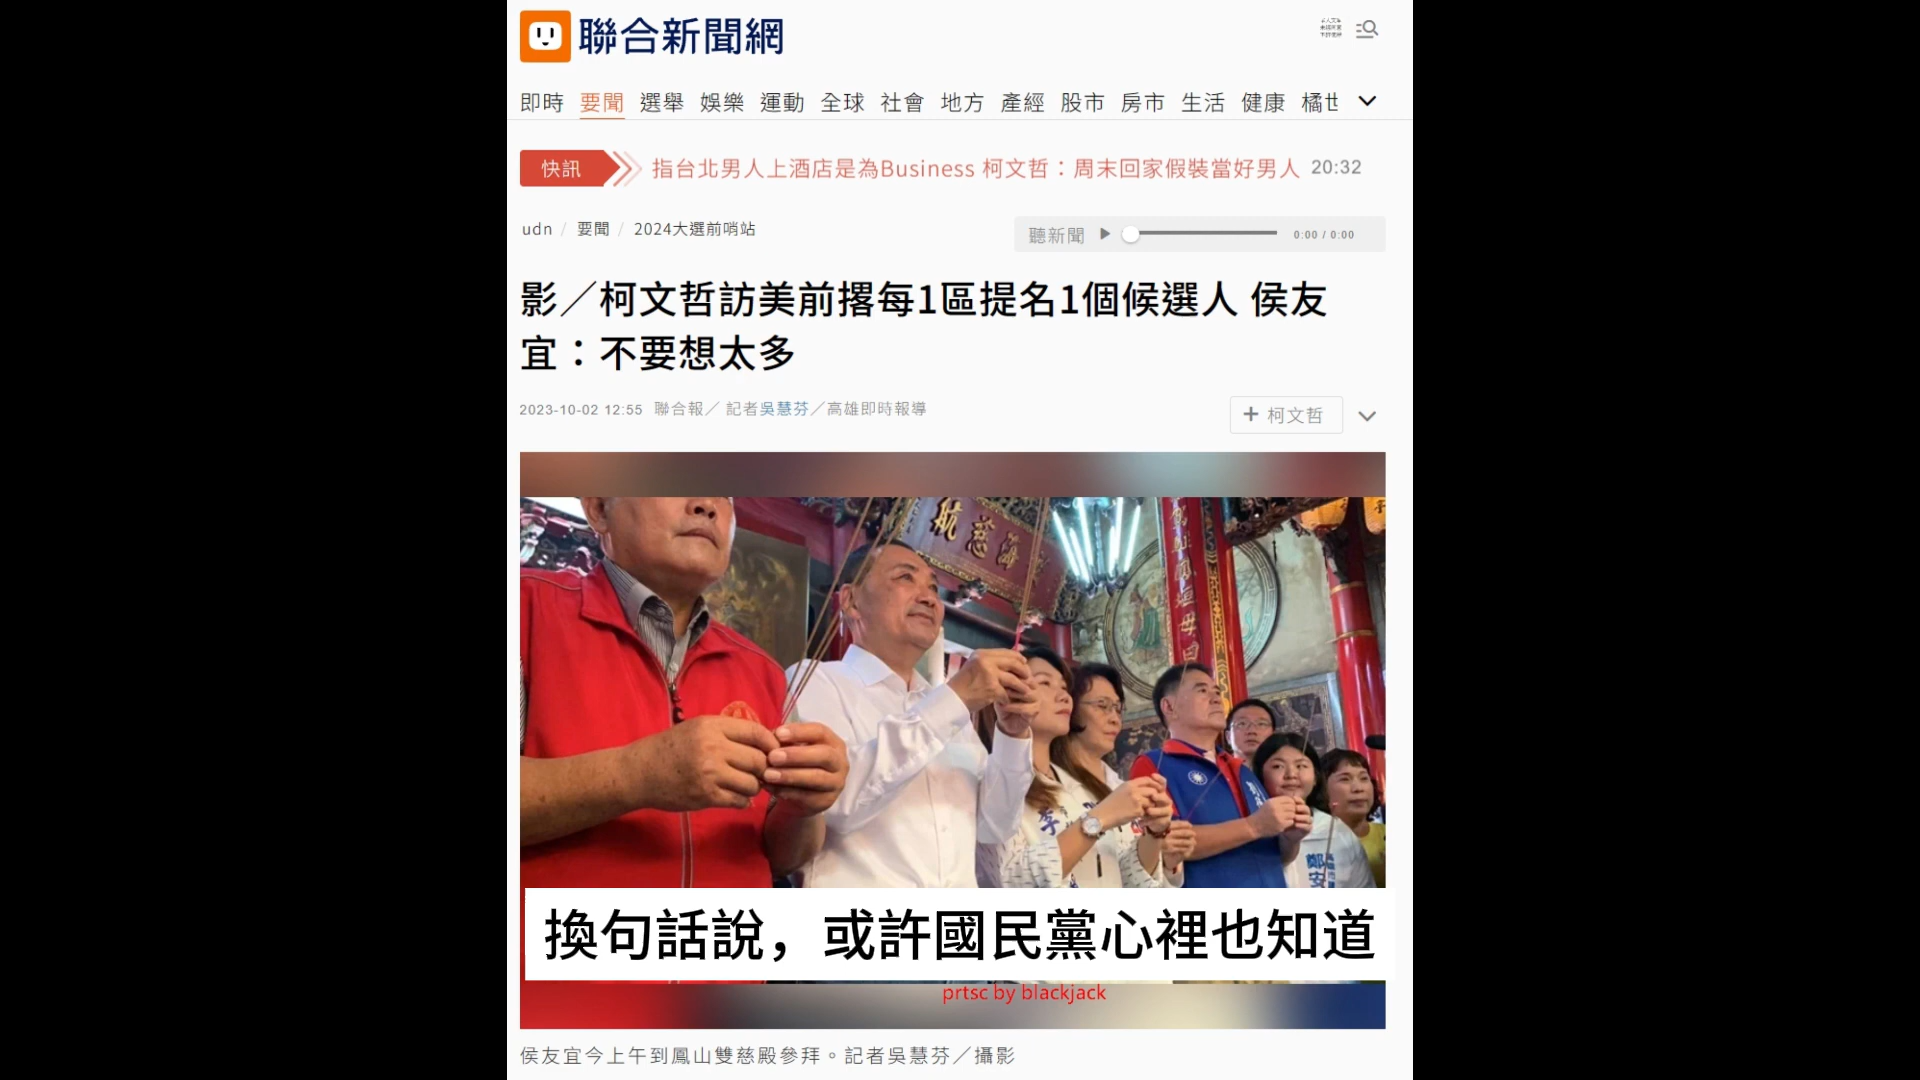 聯合新聞網
即時 要聞 選舉 娛樂 運動 全球 社會 地方 產經 股市 房市 生活 健康 橘世
快訊 指台北男人上酒店是為Business 柯文哲：周末回家假裝當好男人 20:32
udn / 要聞 / 2024大選前哨站
聽新聞 0:00 / 0:00
影／柯文哲訪美前撂每1區提名1個候選人 侯友
宜：不要想太多
2023-10-02 12:55 聯合報／ 記者吳慧芬／高雄即時報導
+ 柯文哲
航慈海
李
鄭安
換句話說，或許國民黨心裡也知道
prtsc by blackjack
侯友宜今上午到鳳山雙慈殿參拜。記者吳慧芬／攝影